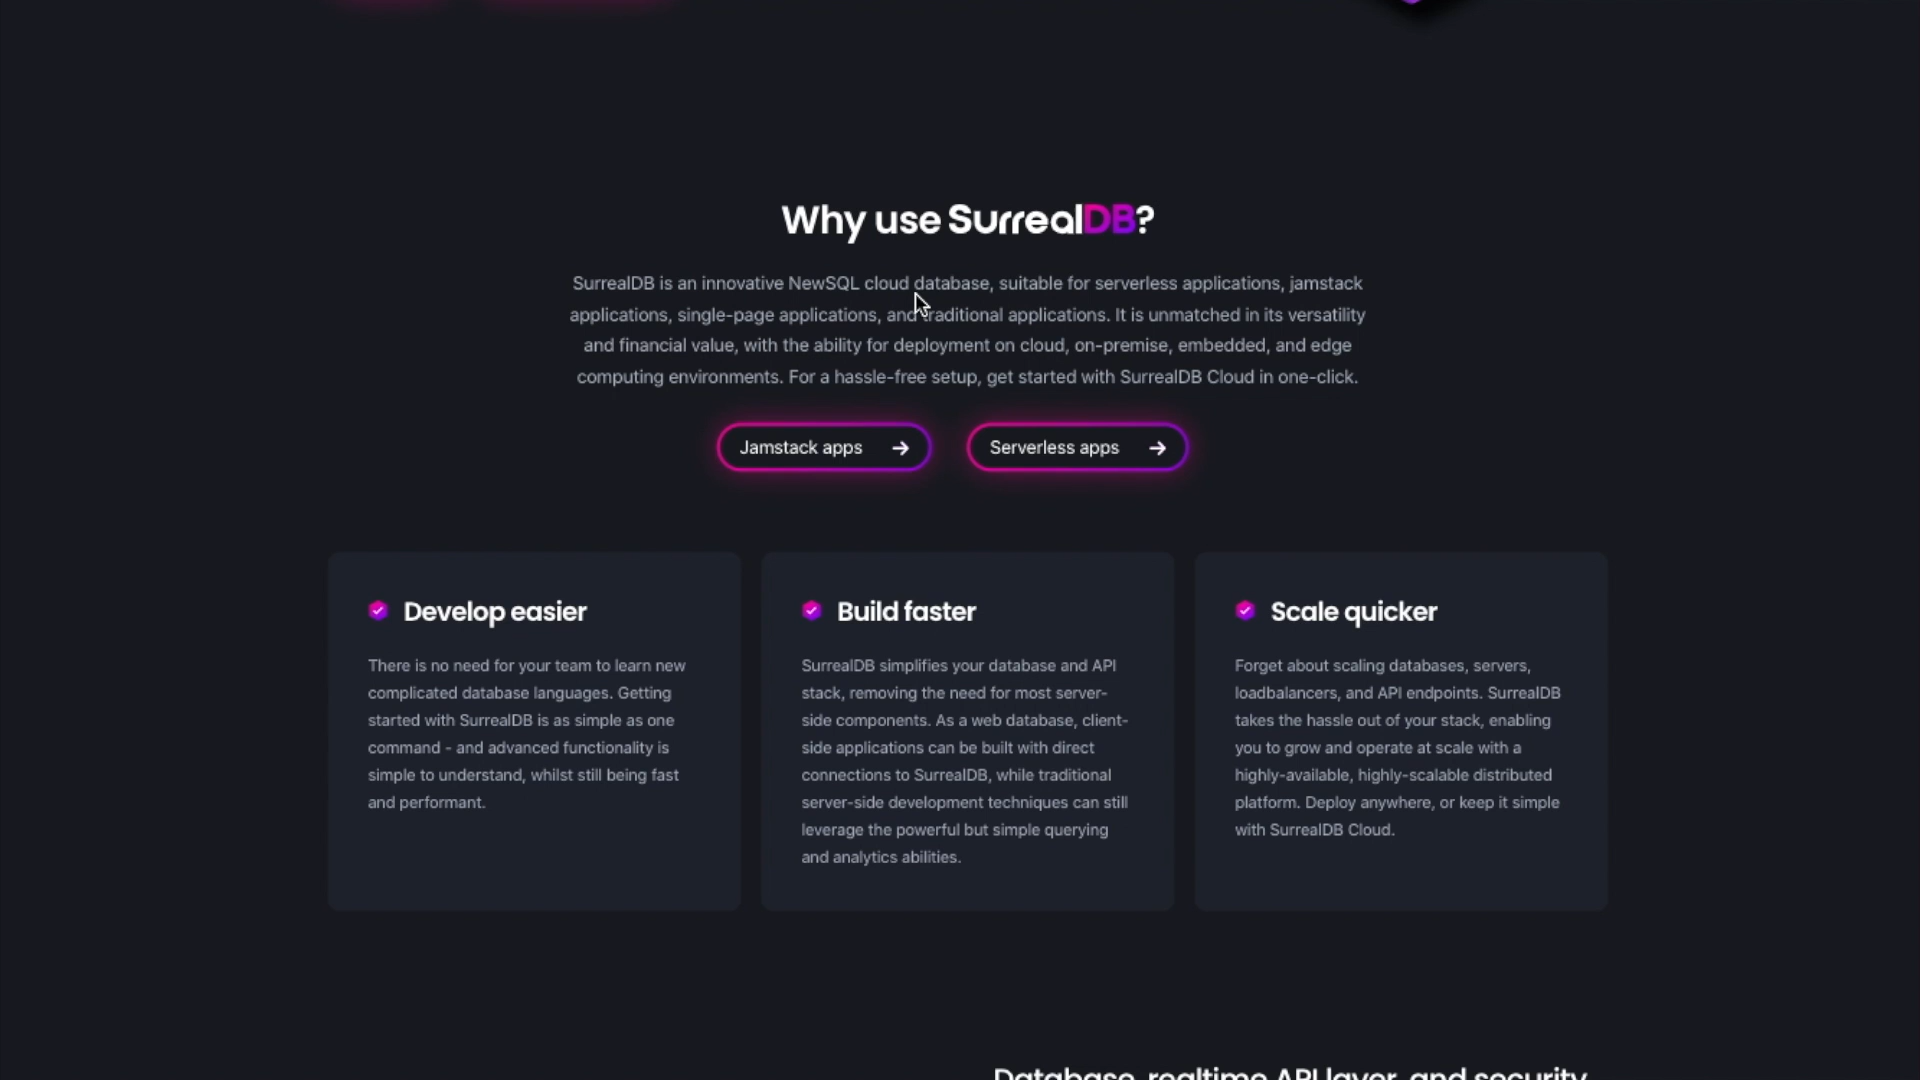 Why use SurrealDB?
SurrealDB is an innovative NewSQL cloud database, suitable for serverless applications, jamstack
applications, single-page applications, and traditional applications. It is unmatched in its versatility
and financial value, with the ability for deployment on cloud, on-premise, embedded, and edge
computing environments. For a hassle-free setup, get started with SurrealDB Cloud in one-click.
Jamstack apps
Serverless apps
Develop easier
There is no need for your team to learn new
complicated database languages. Getting
started with SurrealDB is as simple as one
command - and advanced functionality is
simple to understand, whilst still being fast
and performant.
Build faster
SurrealDB simplifies your database and API
stack, removing the need for most server-
side components. As a web database, client-
side applications can be built with direct
connections to SurrealDB, while traditional
server-side development techniques can still
leverage the powerful but simple querying
and analytics abilities.
Scale quicker
Forget about scaling databases, servers,
loadbalancers, and API endpoints. SurrealDB
takes the hassle out of your stack, enabling
you to grow and operate at scale with a
highly-available, highly-scalable distributed
platform. Deploy anywhere, or keep it simple
with SurrealDB Cloud.
Database, realtime API layer, and security